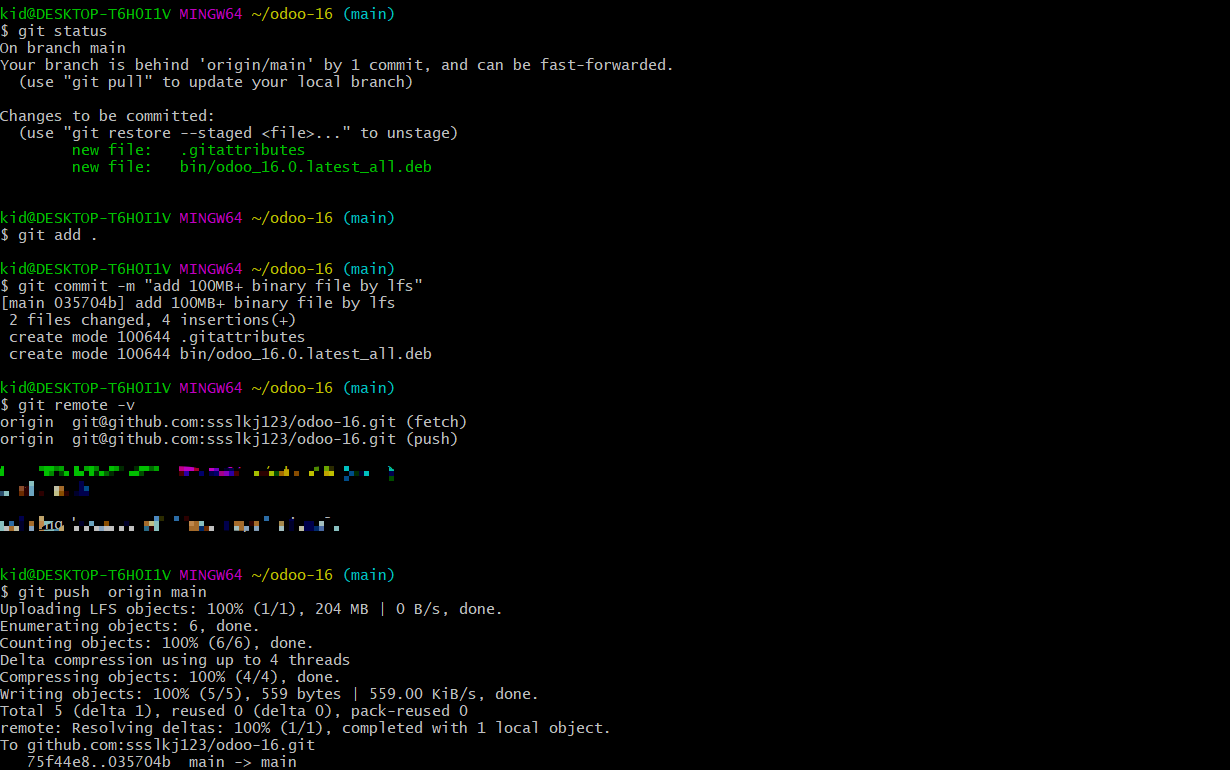 kid@DESKTOP-T6H0I1V MINGW64 ~/odoo-16 (main)
$ git status
On branch main
Your branch is behind 'origin/main' by 1 commit, and can be fast-forwarded.
  (use "git pull" to update your local branch)

Changes to be committed:
  (use "git restore --staged <file>..." to unstage)
        new file:   .gitattributes
        new file:   bin/odoo_16.0.latest_all.deb

kid@DESKTOP-T6H0I1V MINGW64 ~/odoo-16 (main)
$ git add .

kid@DESKTOP-T6H0I1V MINGW64 ~/odoo-16 (main)
$ git commit -m "add 100MB+ binary file by lfs"
[main 035704b] add 100MB+ binary file by lfs
 2 files changed, 4 insertions(+)
 create mode 100644 .gitattributes
 create mode 100644 bin/odoo_16.0.latest_all.deb

kid@DESKTOP-T6H0I1V MINGW64 ~/odoo-16 (main)
$ git remote -v
origin  git@github.com:ssslkj123/odoo-16.git (fetch)
origin  git@github.com:ssslkj123/odoo-16.git (push)

kid@DESKTOP-T6H0I1V MINGW64 ~/odoo-16 (main)
$ git push  origin main
Uploading LFS objects: 100% (1/1), 204 MB | 0 B/s, done.
Enumerating objects: 6, done.
Counting objects: 100% (6/6), done.
Delta compression using up to 4 threads
Compressing objects: 100% (4/4), done.
Writing objects: 100% (5/5), 559 bytes | 559.00 KiB/s, done.
Total 5 (delta 1), reused 0 (delta 0), pack-reused 0
remote: Resolving deltas: 100% (1/1), completed with 1 local object.
To github.com:ssslkj123/odoo-16.git
   75f44e8..035704b  main -> main